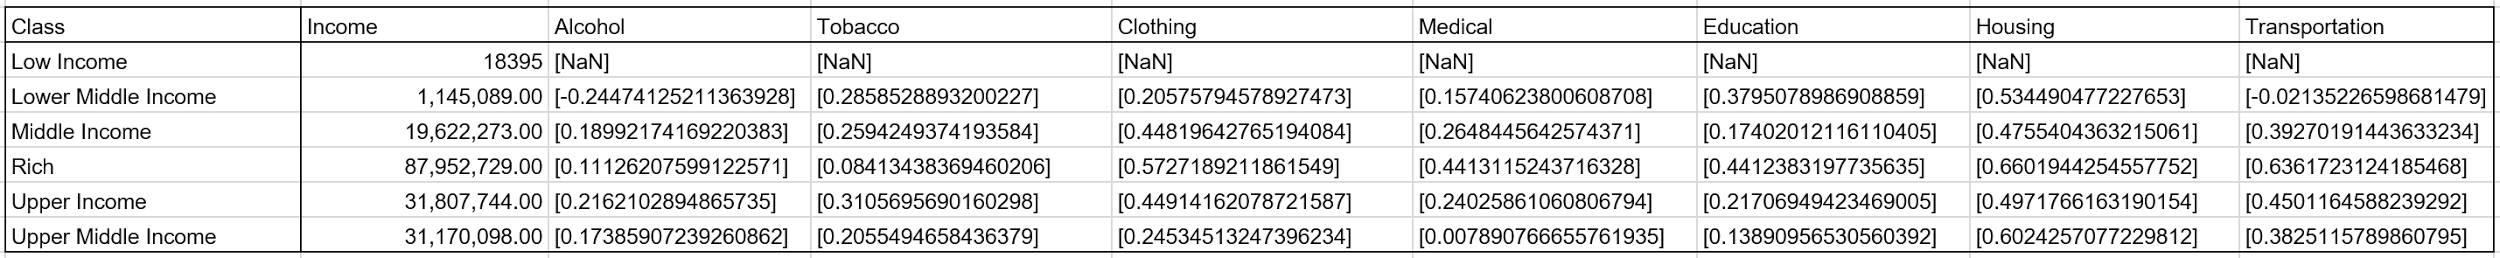 Class Income Alcohol Tobacco Clothing Medical Education Housing Transportation
Low Income 18395 [NaN] [NaN] [NaN] [NaN] [NaN] [NaN] [NaN]
Lower Middle Income 1,145,089.00 [-0.24474125211363928] [0.2858528893200227] [0.20575794578927473] [0.15740623800608708] [0.3795078986908859] [0.534490477227653] [-0.02135226598681479]
Middle Income 19,622,273.00 [0.18992174169220383] [0.2594249374193584] [0.44819642765194084] [0.2648445642574371] [0.17402012116110405] [0.4755404363215061] [0.39270191443633234]
Rich 87,952,729.00 [0.11126207599122571] [0.08413438369460206] [0.5727189211861549] [0.4413115243716328] [0.4412383197735635] [0.6601944254557752] [0.6361723124185468]
Upper Income 31,807,744.00 [0.2162102894865735] [0.3105695690160298] [0.44914162078721587] [0.24025861060806794] [0.21706949423469005] [0.4971766163190154] [0.4501164588239292]
Upper Middle Income 31,170,098.00 [0.17385907239260862] [0.2055494658436379] [0.24534513247396234] [0.007890766655761935] [0.13890956530560392] [0.6024257077229812] [0.3825115789860795]